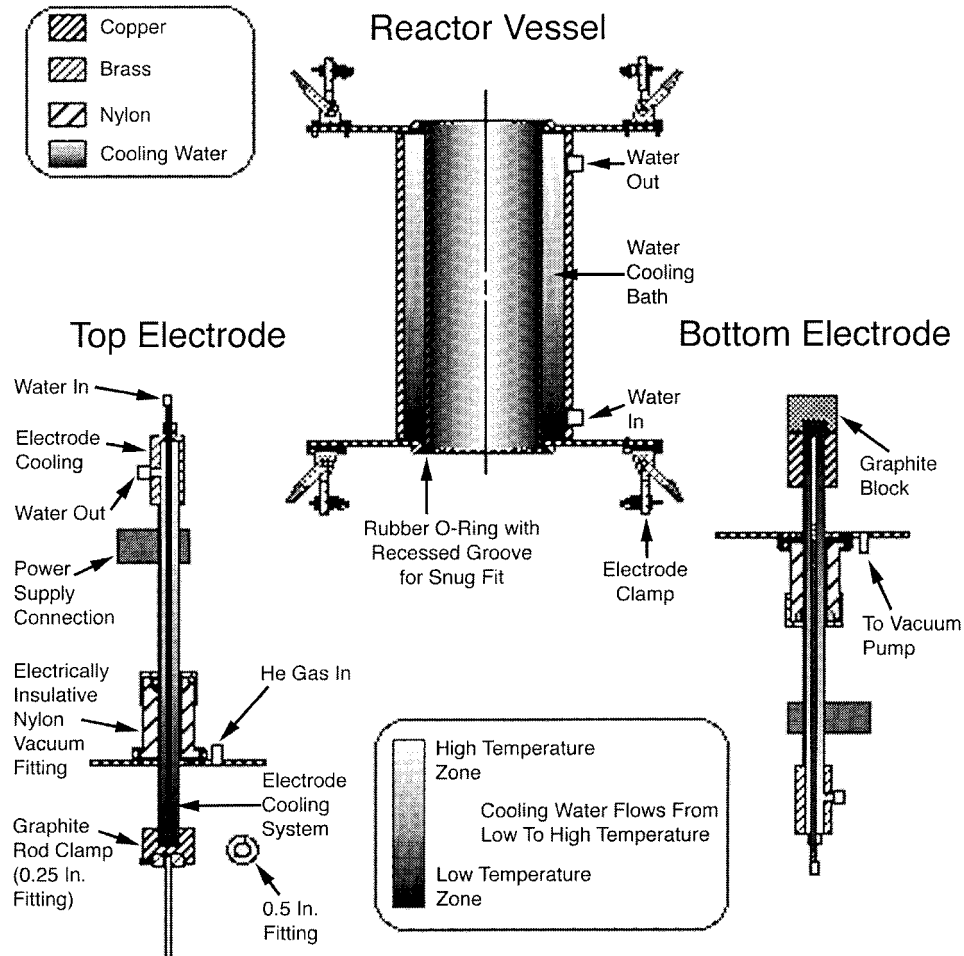 Copper
Brass
Nylon
Cooling Water
Reactor Vessel
Water
Out
Water
Cooling
Bath
Water
In
Rubber O-Ring with
Recessed Groove
for Snug Fit
Electrode
Clamp
Top Electrode
Water In
Electrode
Cooling
Water Out
Power
Supply
Connection
Electrically
Insulative
Nylon
Vacuum
Fitting
He Gas In
Electrode
Cooling
System
Graphite
Rod Clamp
(0.25 In.
Fitting)
0.5 In.
Fitting
Bottom Electrode
Graphite
Block
To Vacuum
Pump
High Temperature
Zone
Cooling Water Flows From
Low To High Temperature
Low Temperature
Zone